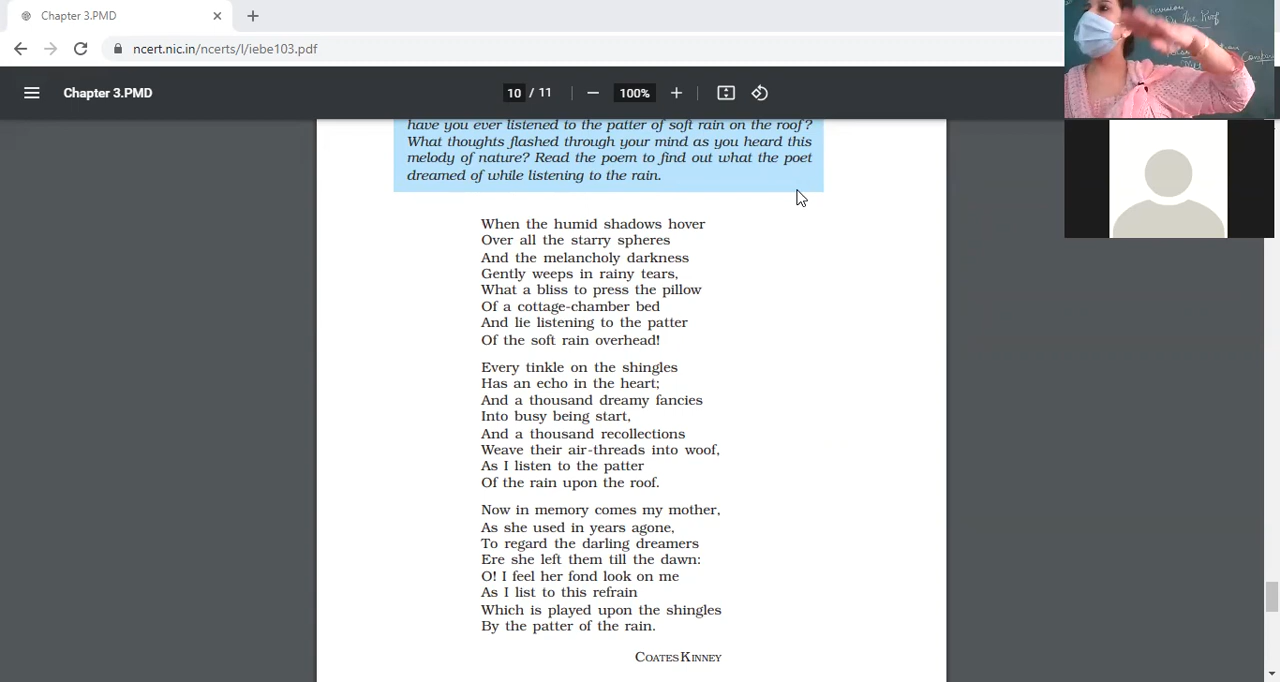 Chapter 3.PMD
ncert.nic.in/ncerts/l/iebe103.pdf
Chapter 3.PMD
10 / 11
100%
have you ever listened to the patter of soft rain on the roof?
What thoughts flashed through your mind as you heard this
melody of nature? Read the poem to find out what the poet
dreamed of while listening to the rain.
When the humid shadows hover
Over all the starry spheres
And the melancholy darkness
Gently weeps in rainy tears,
What a bliss to press the pillow
Of a cottage-chamber bed
And lie listening to the patter
Of the soft rain overhead!
Every tinkle on the shingles
Has an echo in the heart;
And a thousand dreamy fancies
Into busy being start,
And a thousand recollections
Weave their air-threads into woof,
As I listen to the patter
Of the rain upon the roof.
Now in memory comes my mother,
As she used in years agone,
To regard the darling dreamers
Ere she left them till the dawn:
O! I feel her fond look on me
As I list to this refrain
Which is played upon the shingles
By the patter of the rain.
COATES KINNEY
The Roof